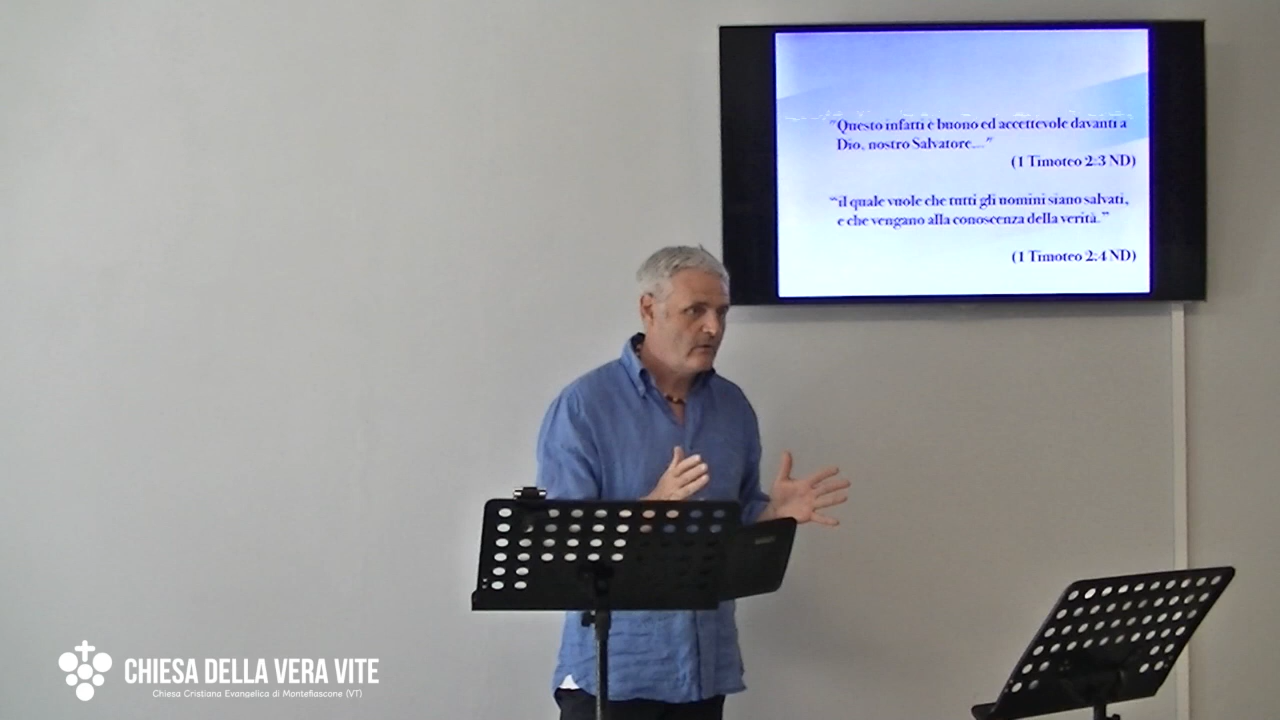 "Questo infatti è buono ed accettevole davanti a
Dio, nostro Salvatore...."
(1 Timoteo 2:3 ND)
"il quale vuole che tutti gli uomini siano salvati,
e che vengano alla conoscenza della verità."
(1 Timoteo 2:4 ND)
CHIESA DELLA VERA VITE
Chiesa Cristiana Evangelica di Montefiascone (VT)